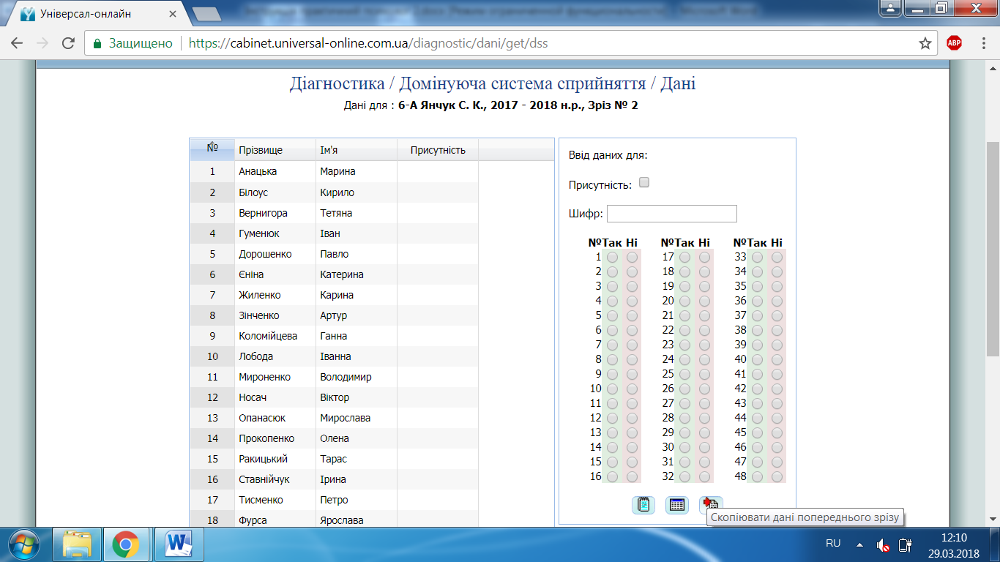 Універсал-онлайн
Защищено
https://cabinet.universal-online.com.ua/diagnostic/dani/get/dss
ABP
Діагностика / Домінуюча система сприйняття / Дані
Дані для : 6-А Янчук С. К., 2017 - 2018 н.р., Зріз № 2
№ Прізвище Ім'я Присутність
1 Анацька Марина
2 Білоус Кирило
3 Вернигора Тетяна
4 Гуменюк Іван
5 Дорошенко Павло
6 Єніна Катерина
7 Жиленко Карина
8 Зінченко Артур
9 Коломійцева Ганна
10 Лобода Іванна
11 Мироненко Володимир
12 Носач Віктор
13 Опанасюк Мирослава
14 Прокопенко Олена
15 Ракицький Тарас
16 Ставнійчук Ірина
17 Тисменко Петро
18 Фурса Ярослава
Ввід даних для:
Присутність:
Шифр:
№ Так Ні № Так Ні № Так Ні
1 17 33
2 18 34
3 19 35
4 20 36
5 21 37
6 22 38
7 23 39
8 24 40
9 25 41
10 26 42
11 27 43
12 28 44
13 29 45
14 30 46
15 31 47
16 32 48
Скопіювати дані попереднього зрізу
RU
12:10
29.03.2018